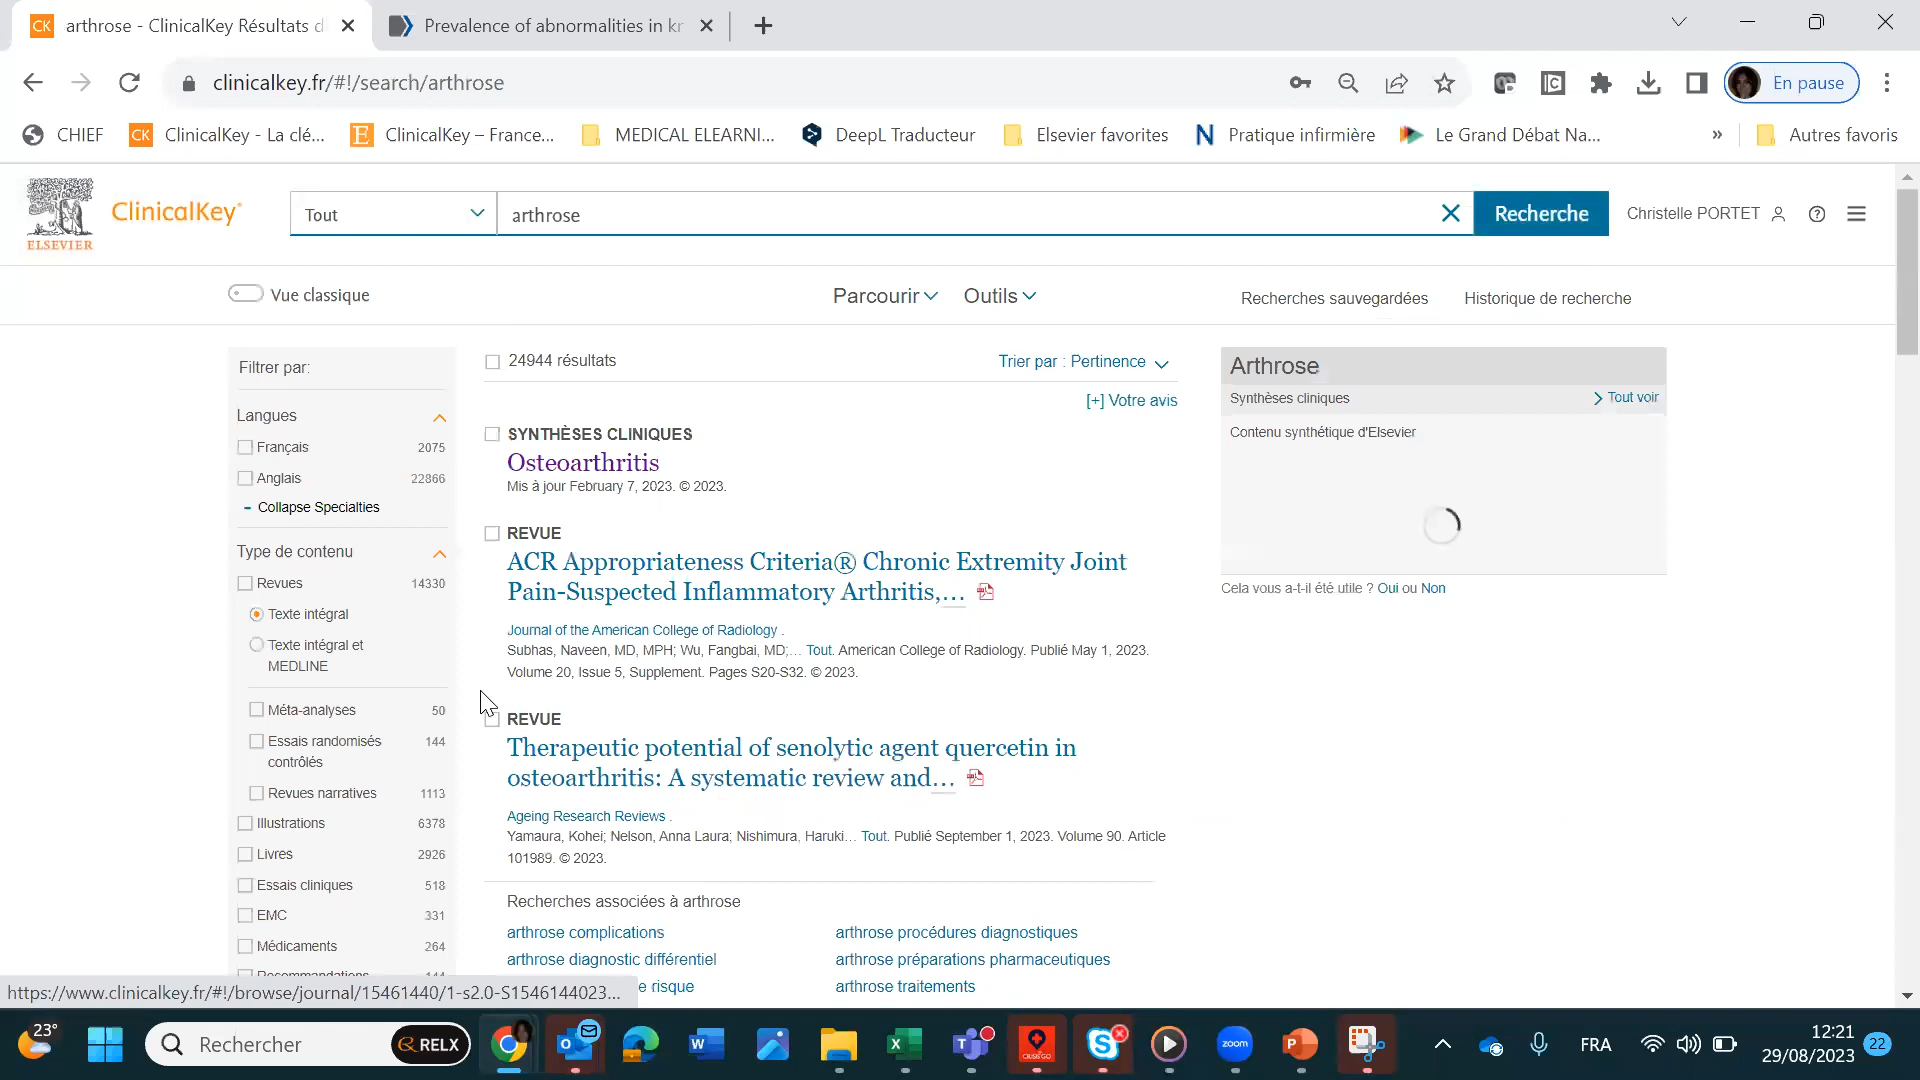 arthrose - ClinicalKey Résultats d
Prevalence of abnormalities in kn
clinicalkey.fr/#!/search/arthrose
En pause
CHIEF
ClinicalKey - La clé...
ClinicalKey – France...
MEDICAL ELEARNI...
DeepL Traducteur
Elsevier favorites
Pratique infirmière
Le Grand Débat Na...
»
Autres favoris
ELSEVIER
ClinicalKey®
Tout
arthrose
Recherche
Christelle PORTET
Vue classique
Parcourir
Outils
Recherches sauvegardées
Historique de recherche
Filtrer par:
Langues
Français 2075
Anglais 22866
- Collapse Specialties
Type de contenu
Revues 14330
Texte intégral
Texte intégral et
MEDLINE
Méta-analyses 50
Essais randomisés 144
contrôlés
Revues narratives 1113
Illustrations 6378
Livres 2926
Essais cliniques 518
EMC 331
Médicaments 264
Recommandations 144
24944 résultats
Trier par : Pertinence
[+] Votre avis
SYNTHÈSES CLINIQUES
Osteoarthritis
Mis à jour February 7, 2023. © 2023.
REVUE
ACR Appropriateness Criteria® Chronic Extremity Joint
Pain-Suspected Inflammatory Arthritis,...
Journal of the American College of Radiology .
Subhas, Naveen, MD, MPH; Wu, Fangbai, MD;... Tout. American College of Radiology. Publié May 1, 2023.
Volume 20, Issue 5, Supplement. Pages S20-S32. © 2023.
REVUE
Therapeutic potential of senolytic agent quercetin in
osteoarthritis: A systematic review and...
Ageing Research Reviews .
Yamaura, Kohei; Nelson, Anna Laura; Nishimura, Haruki... Tout. Publié September 1, 2023. Volume 90. Article
101989. © 2023.
Recherches associées à arthrose
arthrose complications
arthrose procédures diagnostiques
arthrose diagnostic différentiel
arthrose préparations pharmaceutiques
e risque
arthrose traitements
Arthrose
Synthèses cliniques
Tout voir
Contenu synthétique d'Elsevier
Cela vous a-t-il été utile ? Oui ou Non
https://www.clinicalkey.fr/#!/browse/journal/15461440/1-s2.0-S1546144023...
23°
Rechercher
RELX
zoom
FRA
12:21
29/08/2023
22